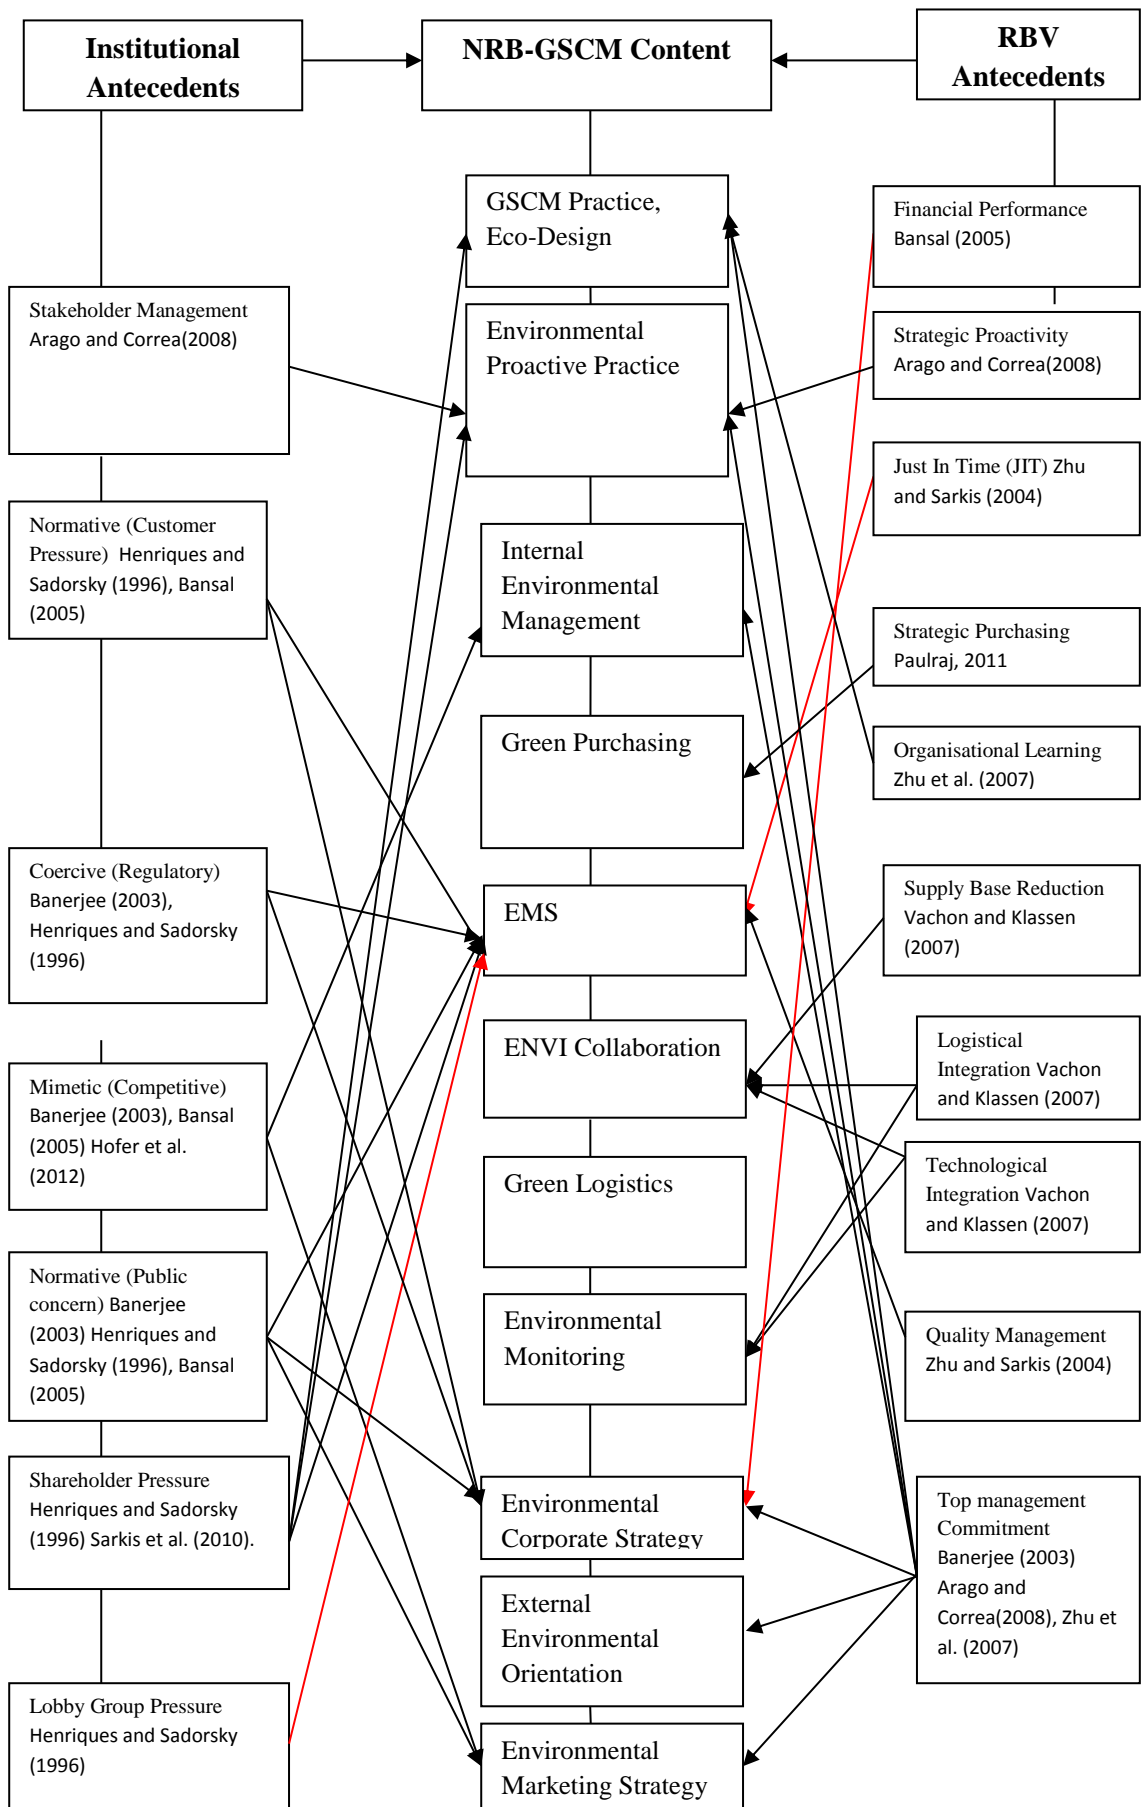 Institutional
Antecedents
NRB-GSCM Content
RBV
Antecedents
Stakeholder Management
Arago and Correa(2008)
Normative (Customer
Pressure) Henriques and
Sadorsky (1996), Bansal
(2005)
Coercive (Regulatory)
Banerjee (2003),
Henriques and Sadorsky
(1996)
Mimetic (Competitive)
Banerjee (2003), Bansal
(2005) Hofer et al.
(2012)
Normative (Public
concern) Banerjee
(2003) Henriques and
Sadorsky (1996), Bansal
(2005)
Shareholder Pressure
Henriques and Sadorsky
(1996) Sarkis et al. (2010).
Lobby Group Pressure
Henriques and Sadorsky
(1996)
GSCM Practice,
Eco-Design
Environmental
Proactive Practice
Internal
Environmental
Management
Green Purchasing
EMS
ENVI Collaboration
Green Logistics
Environmental
Monitoring
Environmental
Corporate Strategy
External
Environmental
Orientation
Environmental
Marketing Strategy
Financial Performance
Bansal (2005)
Strategic Proactivity
Arago and Correa(2008)
Just In Time (JIT) Zhu
and Sarkis (2004)
Strategic Purchasing
Paulraj, 2011
Organisational Learning
Zhu et al. (2007)
Supply Base Reduction
Vachon and Klassen
(2007)
Logistical
Integration Vachon
and Klassen (2007)
Technological
Integration Vachon
and Klassen (2007)
Quality Management
Zhu and Sarkis (2004)
Top management
Commitment
Banerjee (2003)
Arago and
Correa(2008), Zhu et
al. (2007)